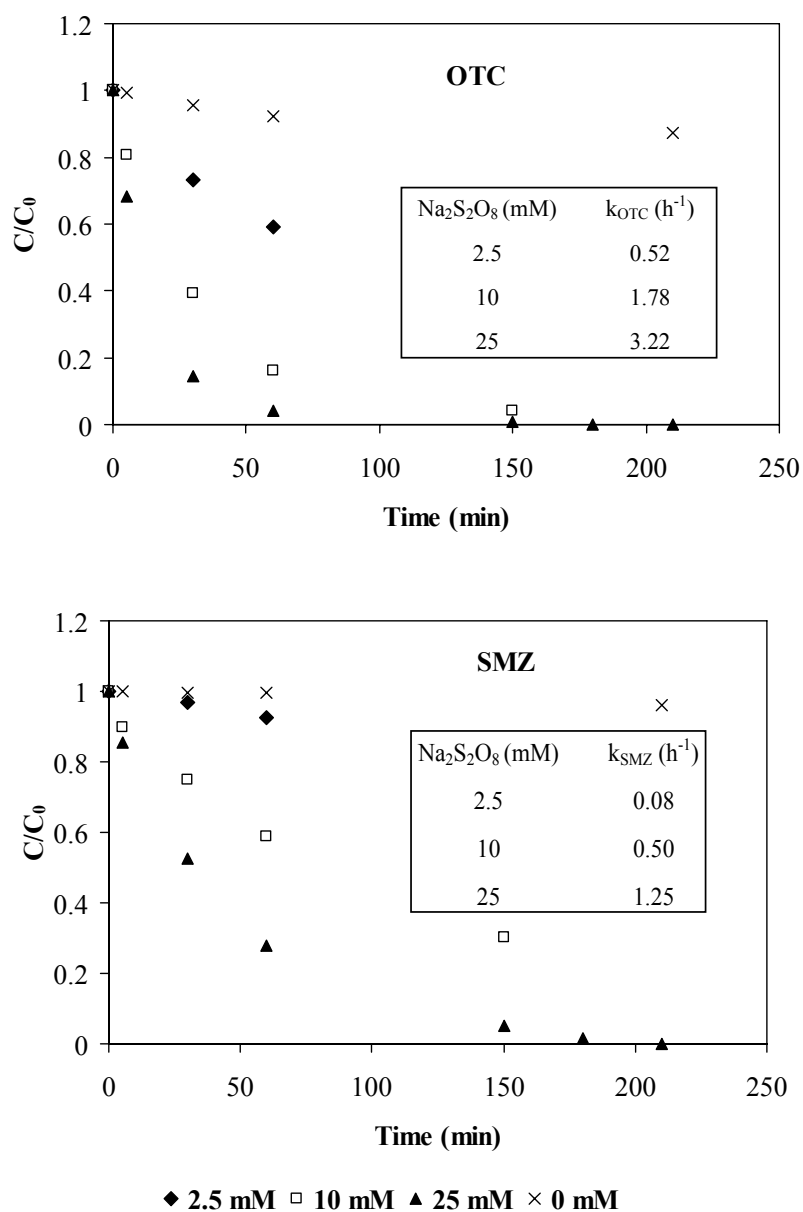 1.2
OTC
1
0.8
Na₂S₂O₈ (mM) k_OTC (h⁻¹)
0.6
2.5 0.52
0.4
10 1.78
0.2
25 3.22
0
C/C₀
0 50 100 150 200 250
Time (min)
1.2
SMZ
1
0.8
Na₂S₂O₈ (mM) k_SMZ (h⁻¹)
0.6
2.5 0.08
0.4
10 0.50
0.2
25 1.25
0
C/C₀
0 50 100 150 200 250
Time (min)
2.5 mM 10 mM 25 mM 0 mM